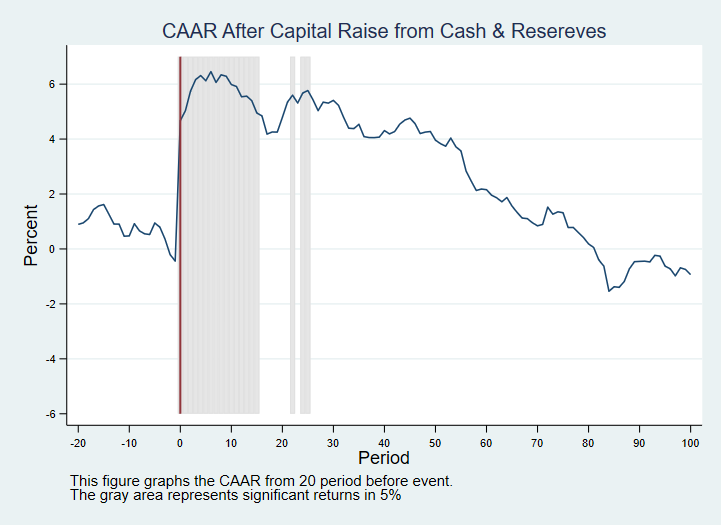 CAAR After Capital Raise from Cash & Resereves
Percent
6
4
2
0
-2
-4
-6
-20 -10 0 10 20 30 40 50 60 70 80 90 100
Period
This figure graphs the CAAR from 20 period before event.
The gray area represents significant returns in 5%